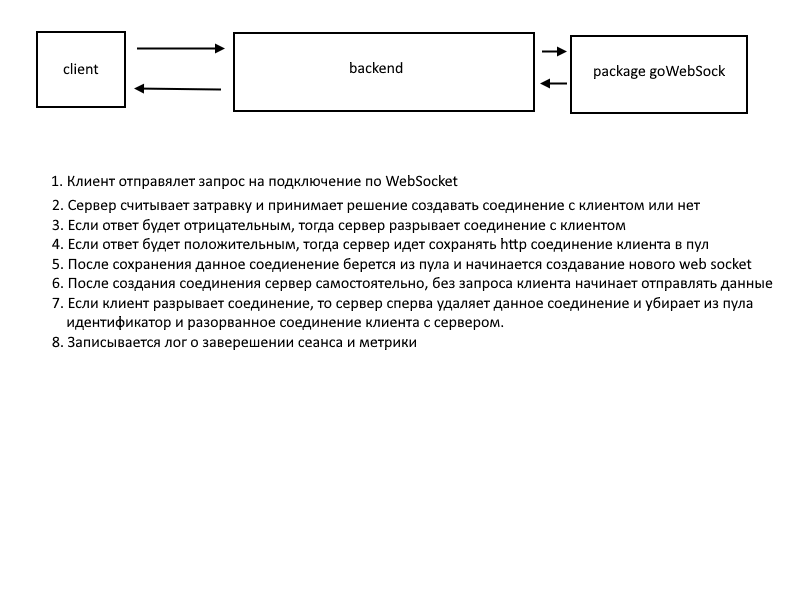 client
backend
package goWebSock
1. Клиент отправялет запрос на подключение по WebSocket
2. Сервер считывает затравку и принимает решение создавать соединение с клиентом или нет
3. Если ответ будет отрицательным, тогда сервер разрывает соединение с клиентом
4. Если ответ будет положительным, тогда сервер идет сохранять http соединение клиента в пул
5. После сохранения данное соедиенение берется из пула и начинается создавание нового web socket
6. После создания соединения сервер самостоятельно, без запроса клиента начинает отправлять данные
7. Если клиент разрывает соединение, то сервер сперва удаляет данное соединение и убирает из пула
идентификатор и разорванное соединение клиента с сервером.
8. Записывается лог о заверешении сеанса и метрики